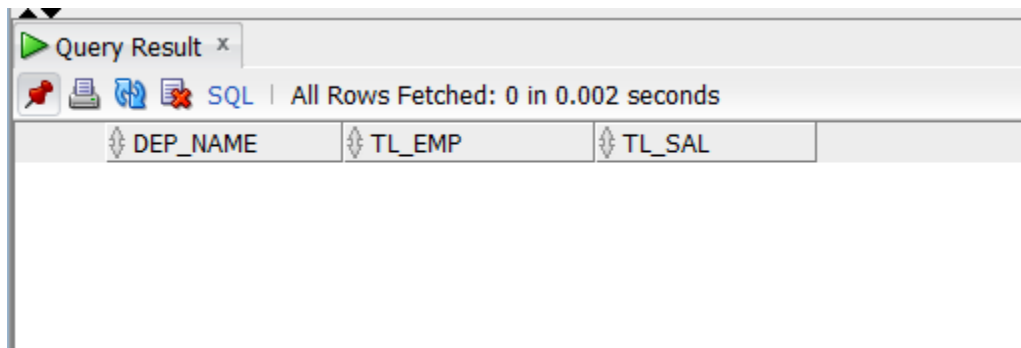 Query Result x
SQL | All Rows Fetched: 0 in 0.002 seconds
DEP_NAME TL_EMP TL_SAL